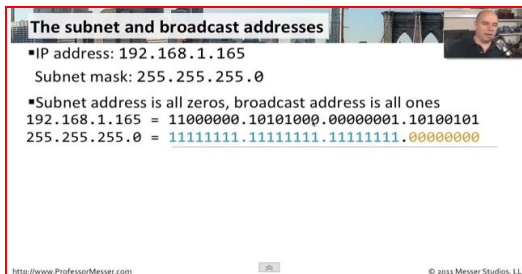 The subnet and broadcast addresses
▪IP address: 192.168.1.165
Subnet mask: 255.255.255.0
▪Subnet address is all zeros, broadcast address is all ones
192.168.1.165 = 11000000.10101000.00000001.10100101
255.255.255.0 = 11111111.11111111.11111111.00000000
http://www.ProfessorMesser.com
© 2011 Messer Studios, LL